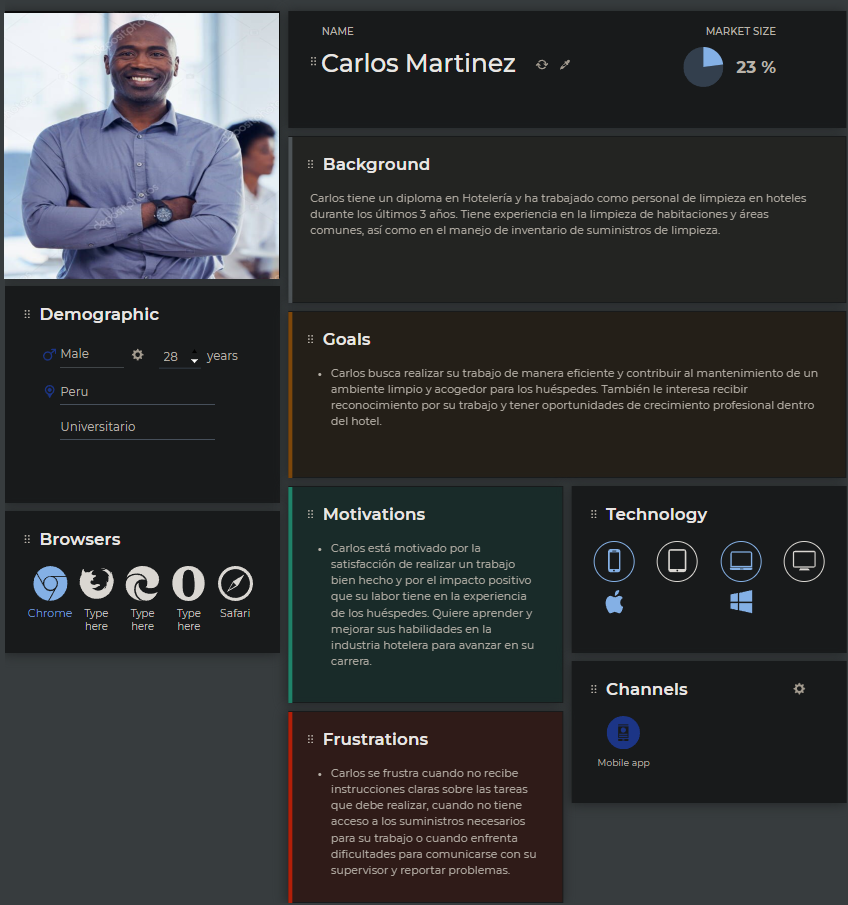 NAME
Carlos Martinez
MARKET SIZE
23 %
Background
Carlos tiene un diploma en Hotelería y ha trabajado como personal de limpieza en hoteles
durante los últimos 3 años. Tiene experiencia en la limpieza de habitaciones y áreas
comunes, así como en el manejo de inventario de suministros de limpieza.
Demographic
Male
28 years
Peru
Universitario
Goals
• Carlos busca realizar su trabajo de manera eficiente y contribuir al mantenimiento de un
ambiente limpio y acogedor para los huéspedes. También le interesa recibir
reconocimiento por su trabajo y tener oportunidades de crecimiento profesional dentro
del hotel.
Browsers
Chrome
Type
here
Type
here
Type
here
Safari
Motivations
• Carlos está motivado por la
satisfacción de realizar un trabajo
bien hecho y por el impacto positivo
que su labor tiene en la experiencia
de los huéspedes. Quiere aprender y
mejorar sus habilidades en la
industria hotelera para avanzar en su
carrera.
Technology
Channels
Mobile app
Frustrations
• Carlos se frustra cuando no recibe
instrucciones claras sobre las tareas
que debe realizar, cuando no tiene
acceso a los suministros necesarios
para su trabajo o cuando enfrenta
dificultades para comunicarse con su
supervisor y reportar problemas.